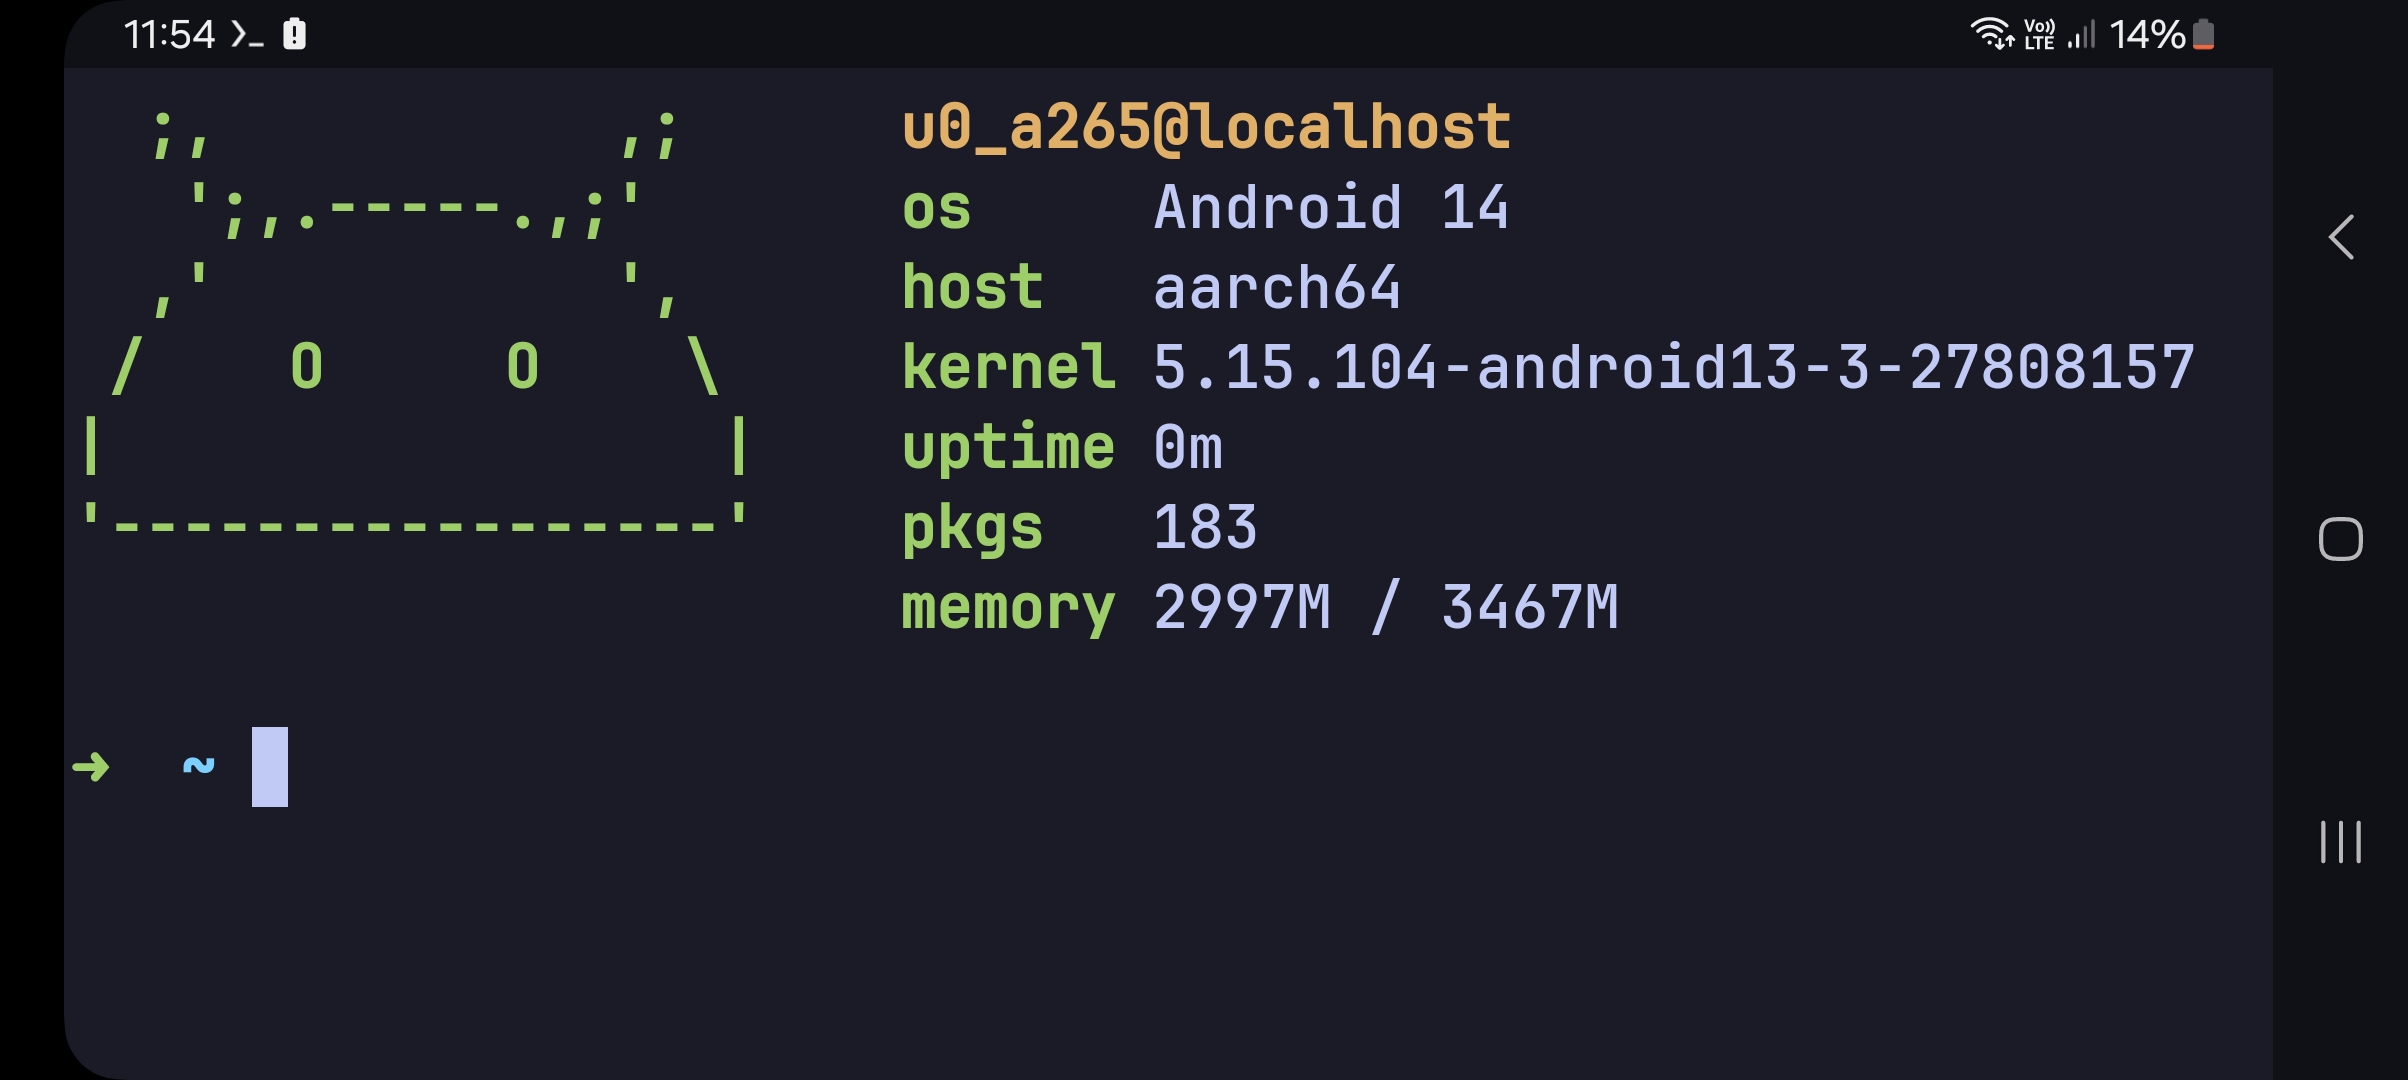 11:54 >_ Vo)) LTE 14%
  ;,           ,;      u0_a265@localhost
   ';,.-----.,;'       os     Android 14
  ,'           ',      host   aarch64
 /    O     O    \     kernel 5.15.104-android13-3-27808157
|                 |    uptime 0m
'-----------------'    pkgs   183
memory 2997M / 3467M
➜  ~